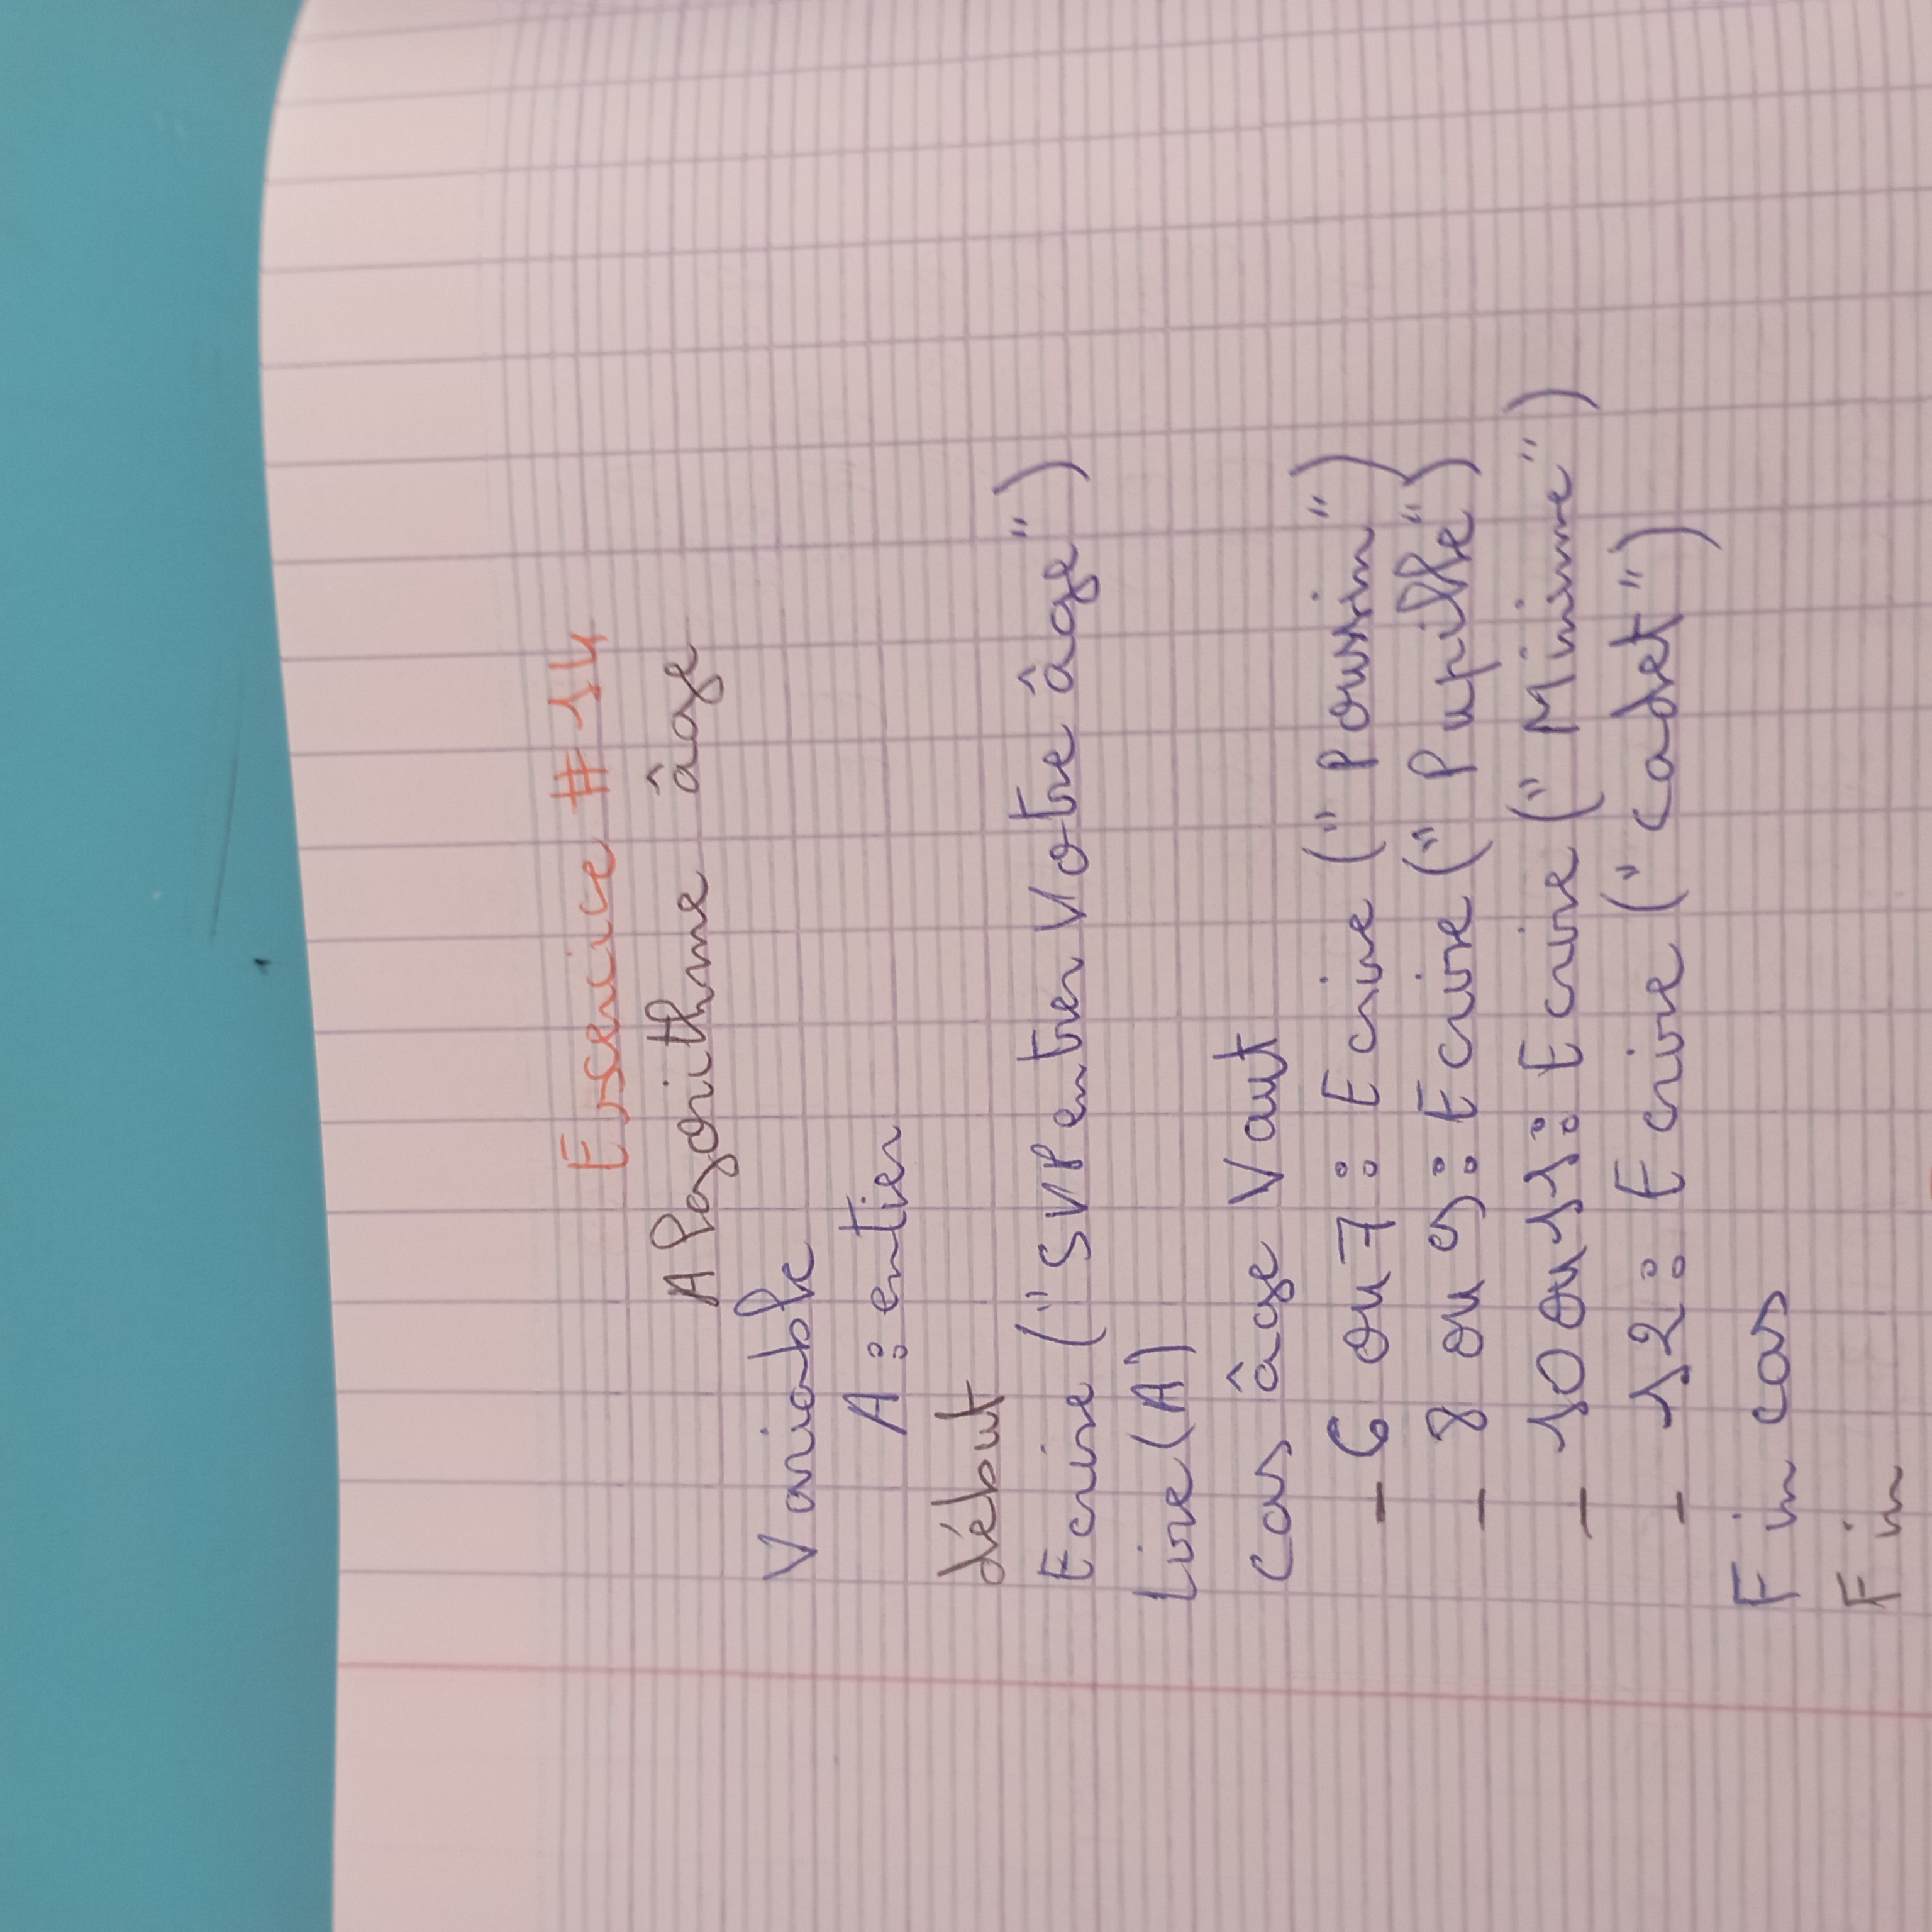 Exercice #14
Algorithme âge
Variable
A : entier
début
Ecrire ("SVP entrer Votre âge")
Lire (A)
cas âge Vaut
- 6 ou 7 : Ecrire ("Poussin")
- 8 ou 9 : Ecrire ("Pupille")
- 10 ou 11 : Ecrire ("Minime")
- 12 : Ecrire ("cadet")
Fin cas
Fin